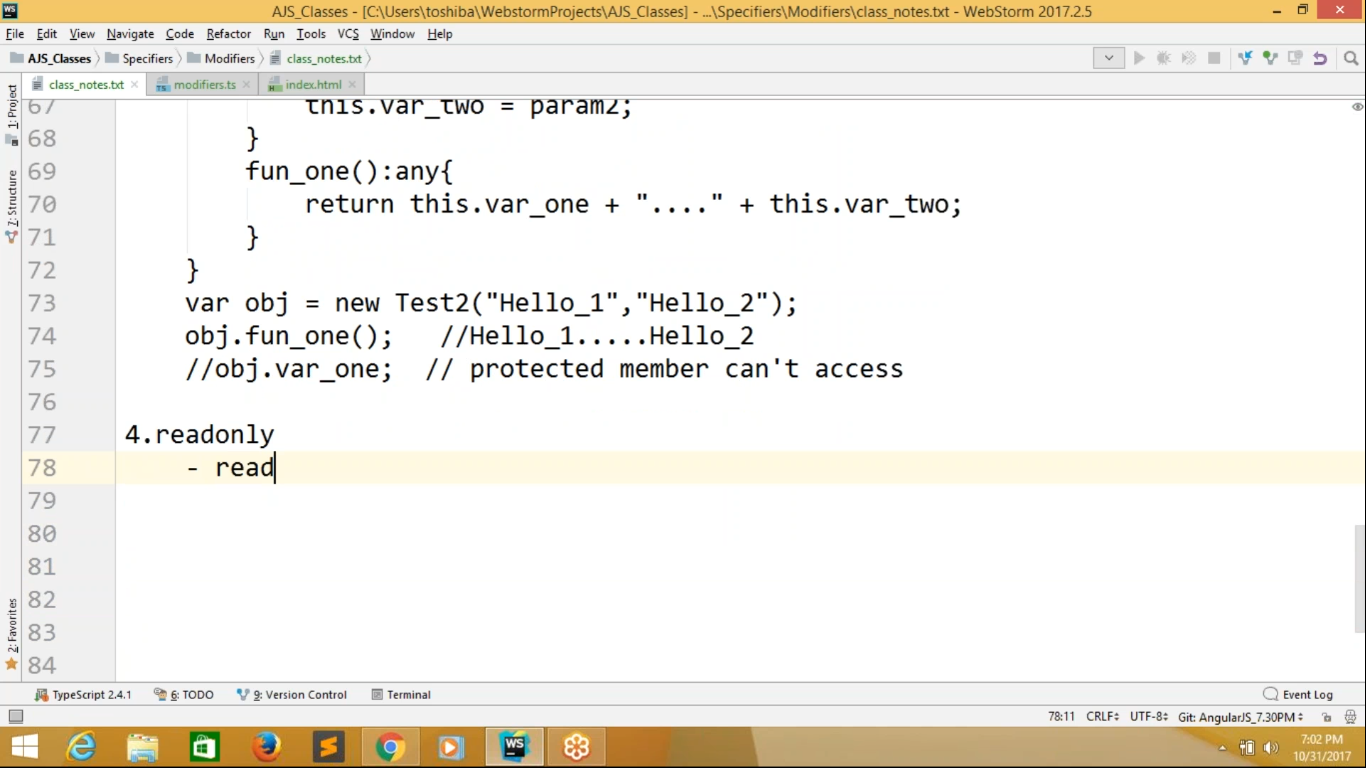 AJS_Classes - [C:\Users\toshiba\WebstormProjects\AJS_Classes] - ...\Specifiers\Modifiers\class_notes.txt - WebStorm 2017.2.5
File Edit View Navigate Code Refactor Run Tools VCS Window Help
AJS_Classes Specifiers Modifiers class_notes.txt
class_notes.txt modifiers.ts index.html
1: Project
7: Structure
2: Favorites
67 this.var_two = param2;
68 }
69 fun_one():any{
70 return this.var_one + "...." + this.var_two;
71 }
72 }
73 var obj = new Test2("Hello_1","Hello_2");
74 obj.fun_one(); //Hello_1.....Hello_2
75 //obj.var_one; // protected member can't access
76
77 4.readonly
78 - read
79
80
81
82
83
84
TypeScript 2.4.1 6: TODO 9: Version Control Terminal Event Log
78:11 CRLF UTF-8 Git: AngularJS_7.30PM
7:02 PM
10/31/2017